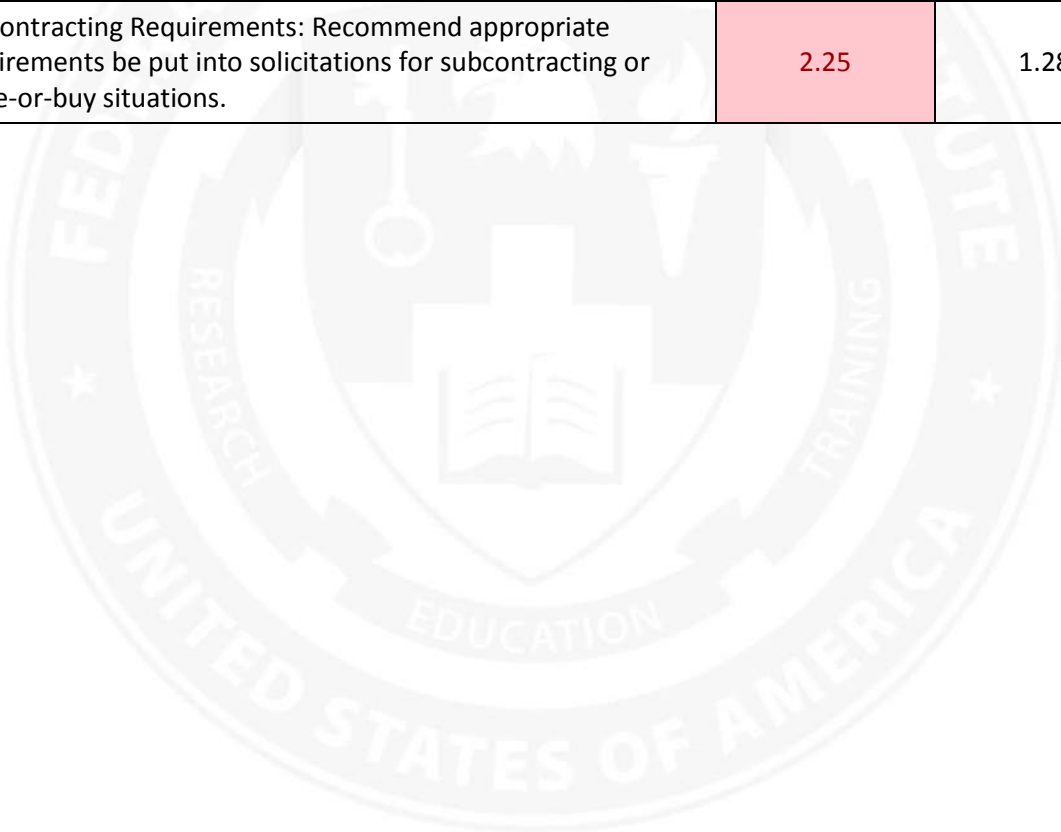 ontracting Requirements: Recommend appropriate
irements be put into solicitations for subcontracting or
e-or-buy situations.
2.25
1.28
FED
TUTE
RESEARCH
TRAINING
EDUCATION
UNITED STATES OF AMERICA